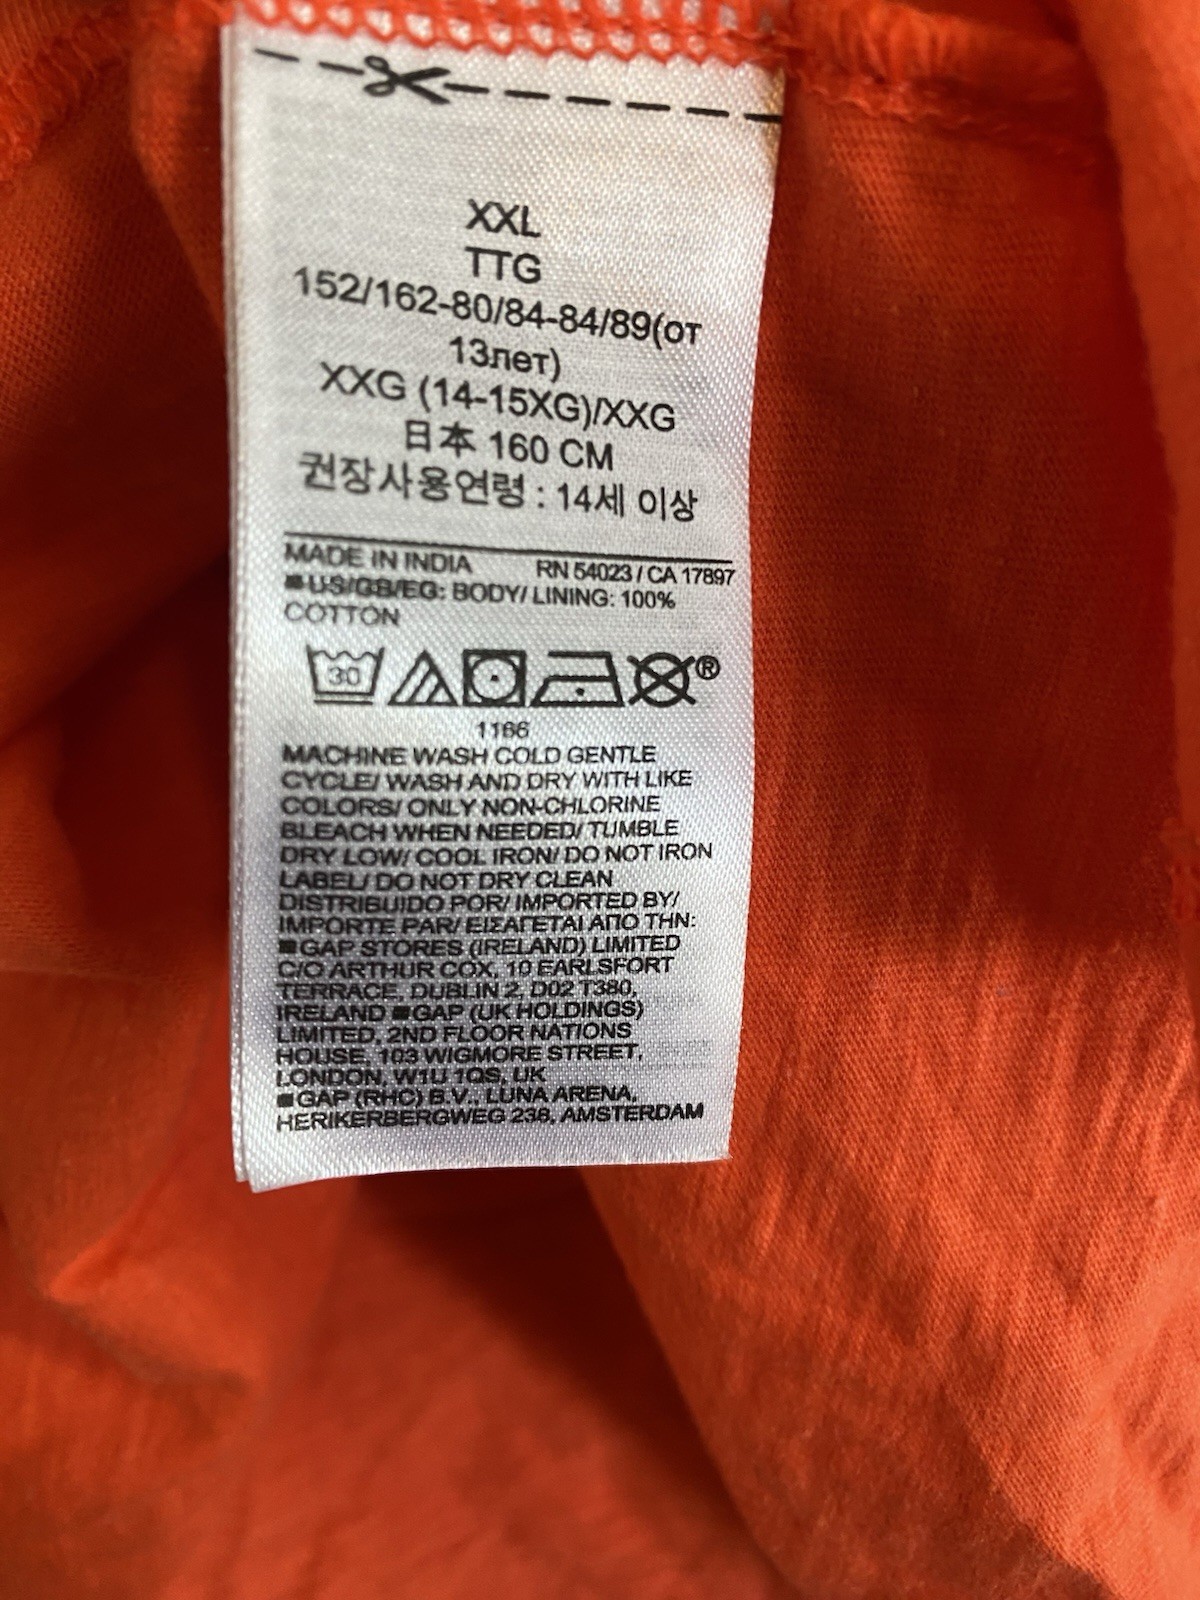 XXL
TTG
152/162-80/84-84/89(от
13лет)
XXG (14-15XG)/XXG
日本 160 CM
권장사용연령 : 14세 이상
MADE IN INDIA RN 54023 / CA 17897
■US/GB/EG: BODY/ LINING: 100%
COTTON
30 ®
1166
MACHINE WASH COLD GENTLE
CYCLE/ WASH AND DRY WITH LIKE
COLORS/ ONLY NON-CHLORINE
BLEACH WHEN NEEDED/ TUMBLE
DRY LOW/ COOL IRON/ DO NOT IRON
LABEL/ DO NOT DRY CLEAN
DISTRIBUIDO POR/ IMPORTED BY/
IMPORTE PAR/ ΕΙΣΑΓΕΤΑΙ ΑΠΟ ΤΗΝ:
■GAP STORES (IRELAND) LIMITED
C/O ARTHUR COX, 10 EARLSFORT
TERRACE, DUBLIN 2, D02 T380,
IRELAND ■GAP (UK HOLDINGS)
LIMITED, 2ND FLOOR NATIONS
HOUSE, 103 WIGMORE STREET,
LONDON, W1U 1QS, UK
■GAP (RHC) B.V., LUNA ARENA,
HERIKERBERGWEG 238, AMSTERDAM